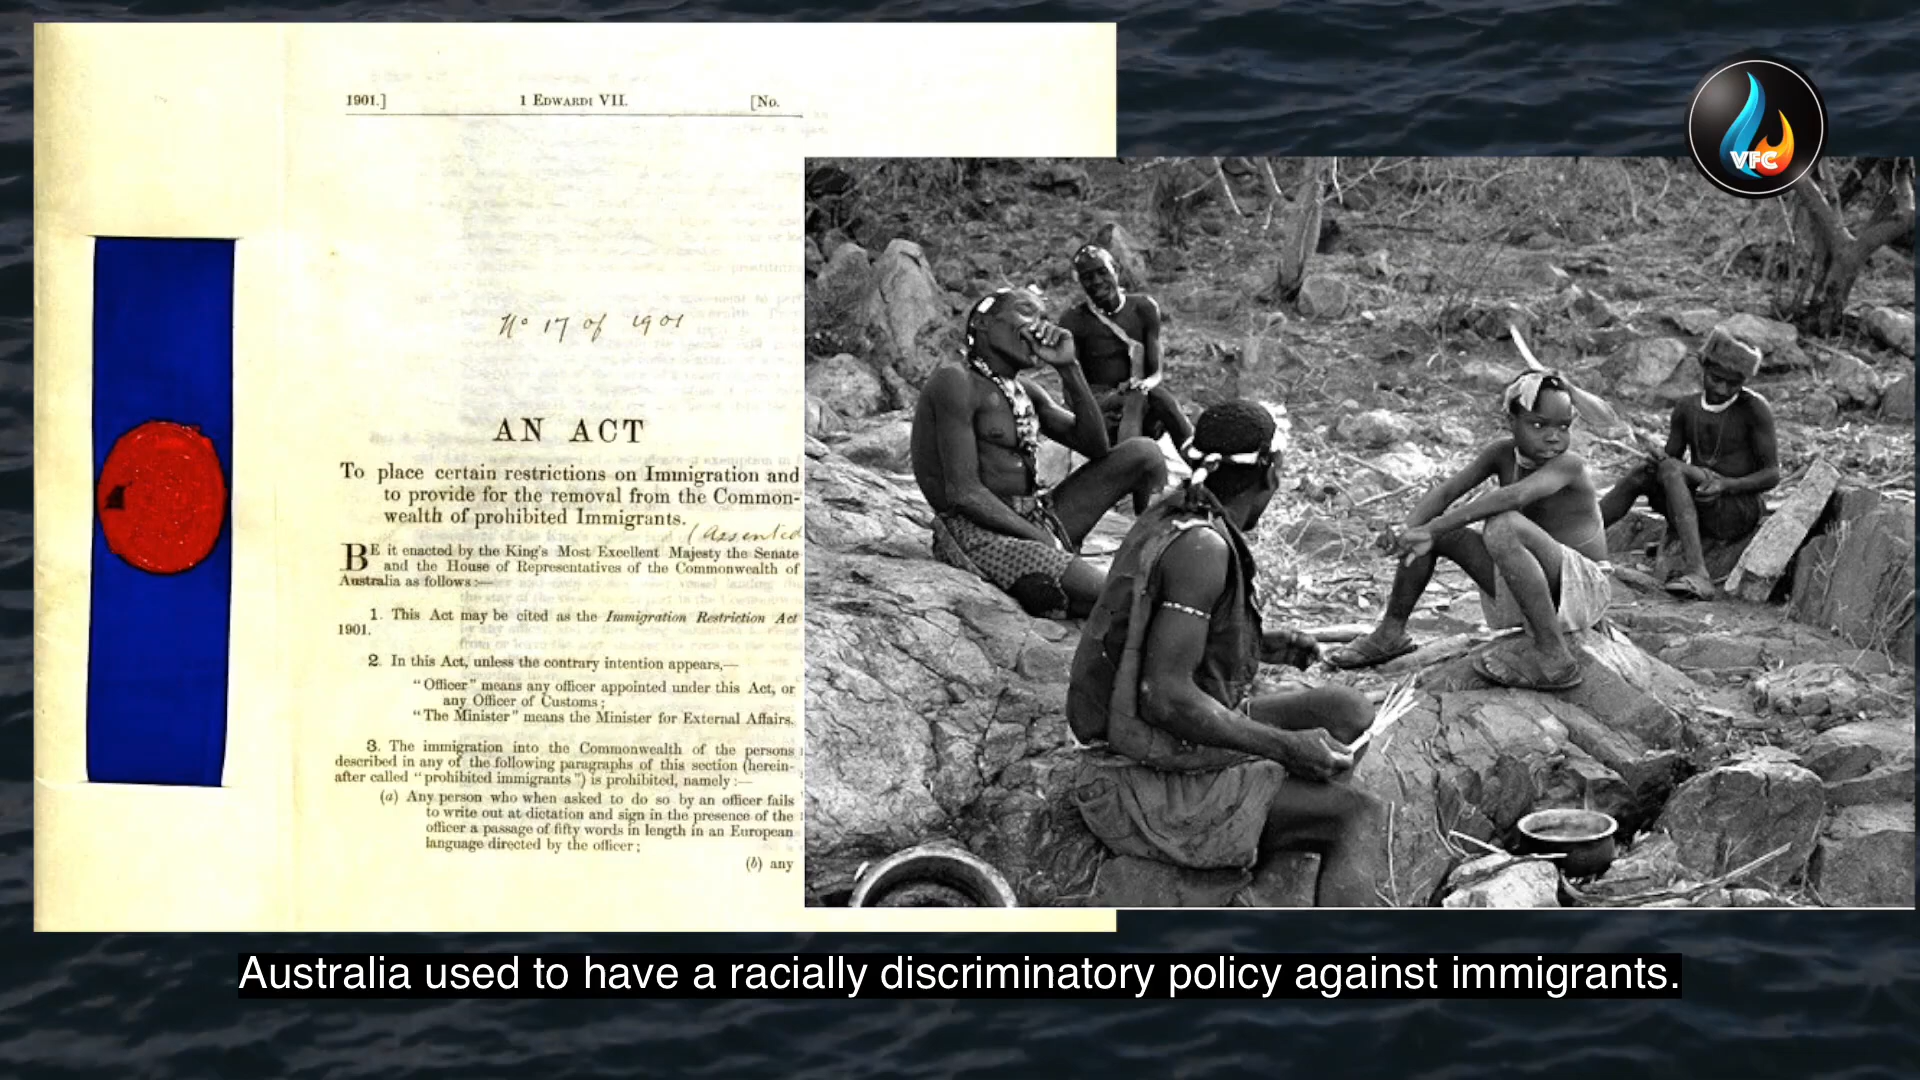 1901.] 1 EDWARDI VII. [No.
No 17 of 1901
AN ACT
To place certain restrictions on Immigration and
to provide for the removal from the Common-
wealth of prohibited Immigrants.
(Assented
BE it enacted by the King's Most Excellent Majesty the Senate
and the House of Representatives of the Commonwealth of
Australia as follows:—
1. This Act may be cited as the Immigration Restriction Act
1901.
2. In this Act, unless the contrary intention appears,—
"Officer" means any officer appointed under this Act, or
any Officer of Customs;
"The Minister" means the Minister for External Affairs.
3. The immigration into the Commonwealth of the persons
described in any of the following paragraphs of this section (herein-
after called "prohibited immigrants") is prohibited, namely:—
(a) Any person who when asked to do so by an officer fails
to write out at dictation and sign in the presence of the
officer a passage of fifty words in length in an European
language directed by the officer;
(b) any
VFC
Australia used to have a racially discriminatory policy against immigrants.